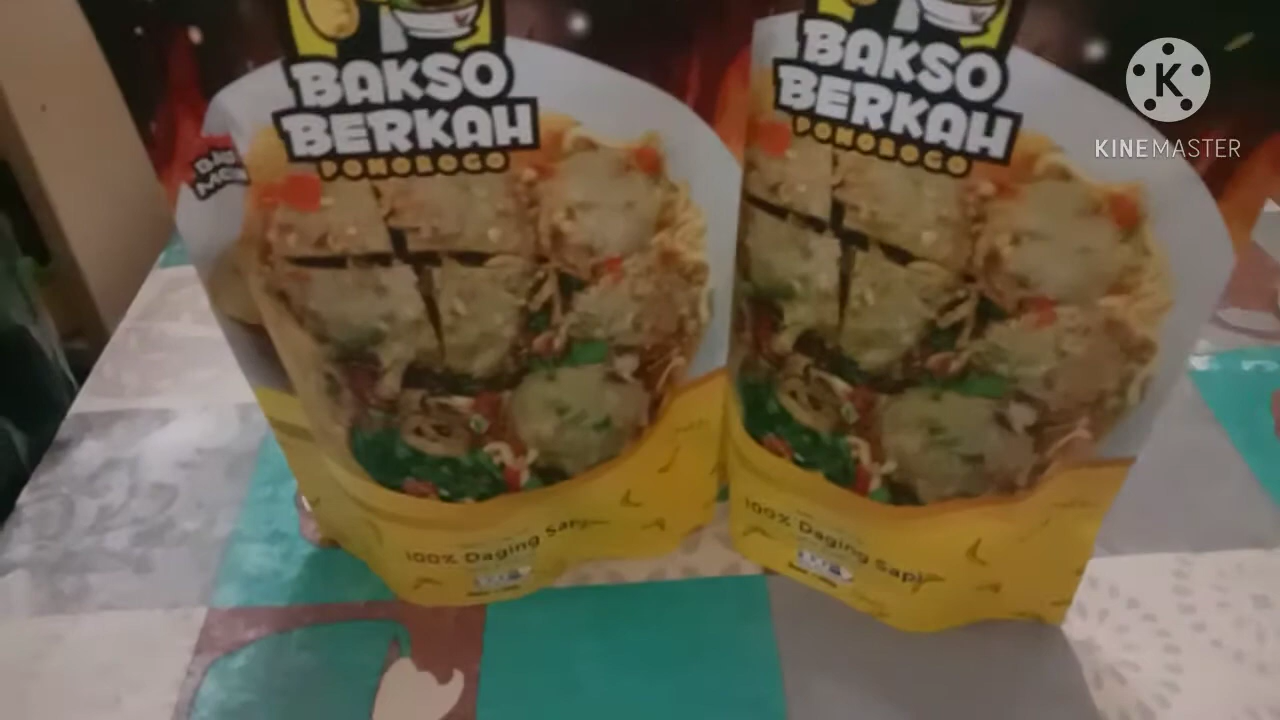 BAKSO
BERKAH
PONOROGO
100% Daging Sapi
BAKSO
BERKAH
PONOROGO
100% Daging Sapi
KINEMASTER